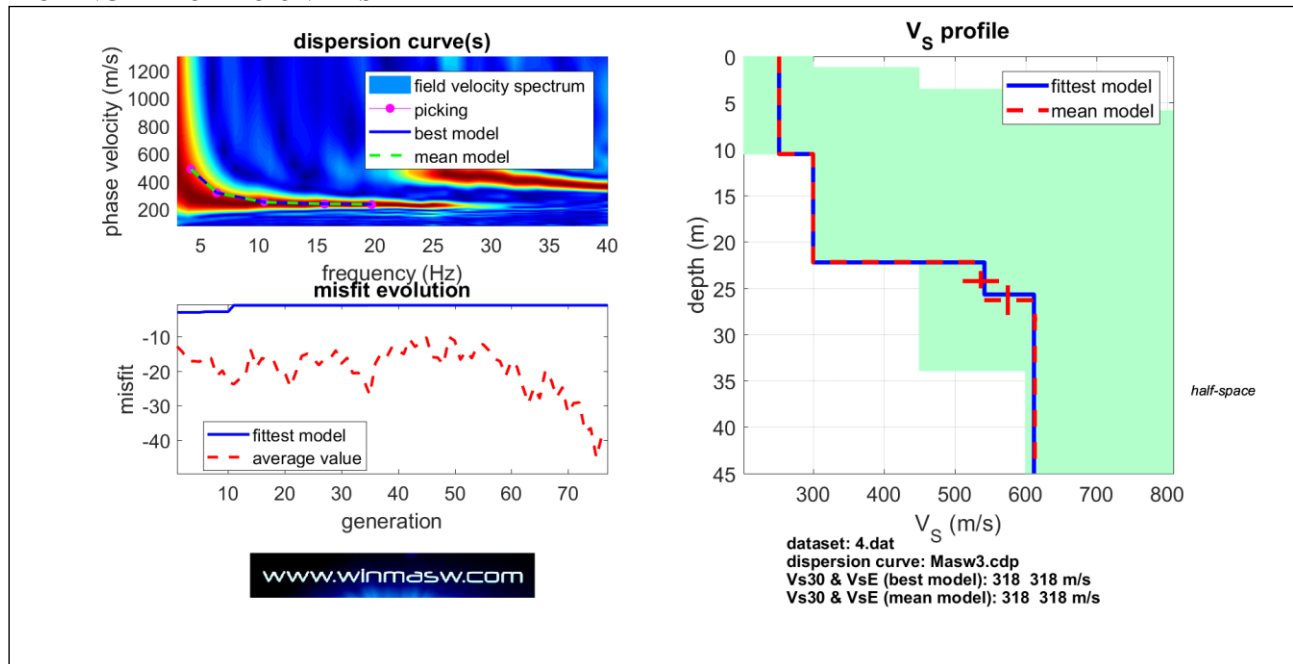 dispersion curve(s)
phase velocity (m/s)
1200
1000
800
600
400
200
field velocity spectrum
picking
best model
mean model
5
10
15
20
25
30
35
40
frequency (Hz)
misfit evolution
misfit
-10
-20
-30
-40
fittest model
average value
10
20
30
40
50
60
70
generation
www.winmasw.com
VS profile
depth (m)
0
5
10
15
20
25
30
35
40
45
fittest model
mean model
300
400
500
600
700
800
VS (m/s)
half-space
dataset: 4.dat
dispersion curve: Masw3.cdp
Vs30 & VsE (best model): 318 318 m/s
Vs30 & VsE (mean model): 318 318 m/s